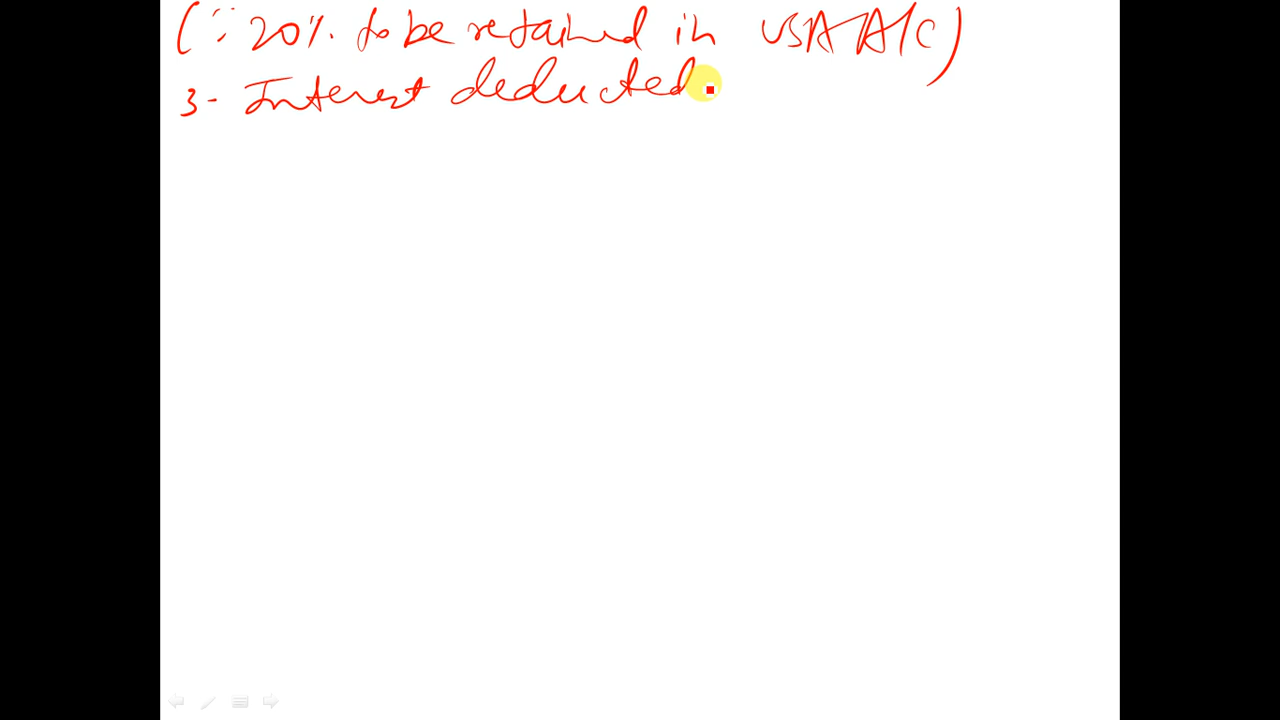 (∵ 20% to be retained in USA A/c)
3- Interest deducted